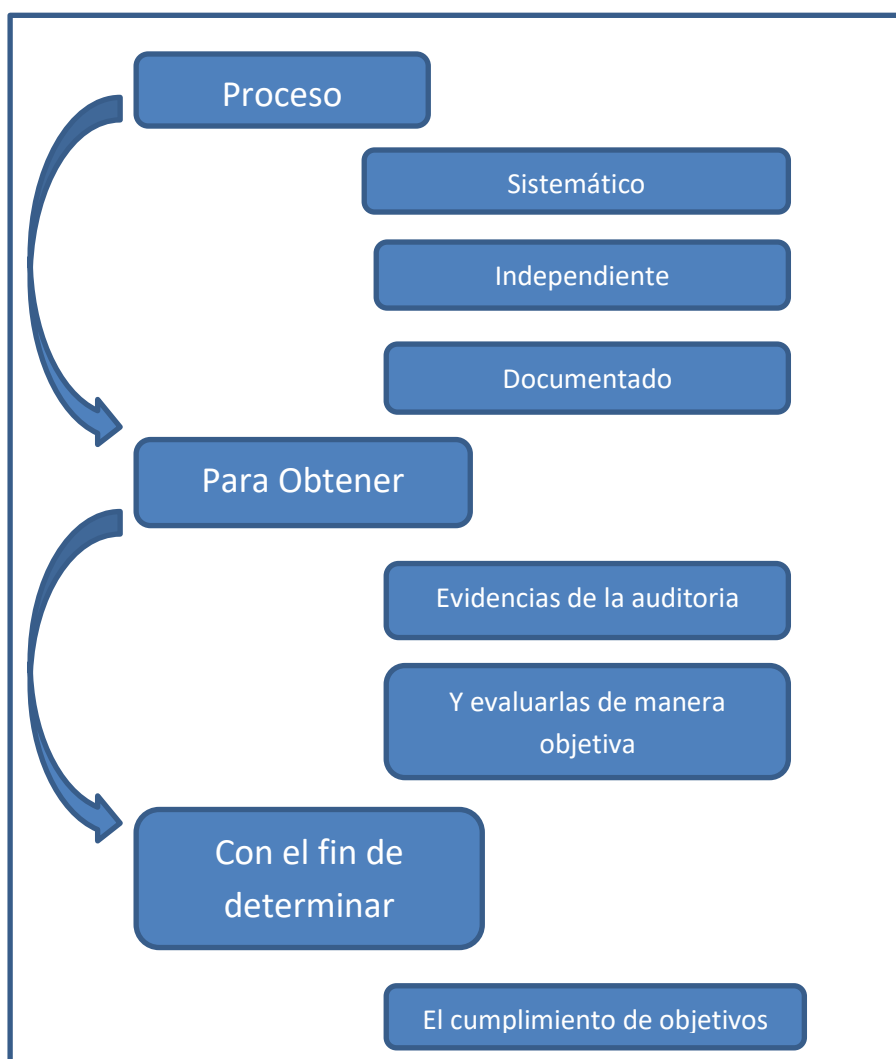 Proceso
Sistemático
Independiente
Documentado
Para Obtener
Evidencias de la auditoria
Y evaluarlas de manera
objetiva
Con el fin de
determinar
El cumplimiento de objetivos